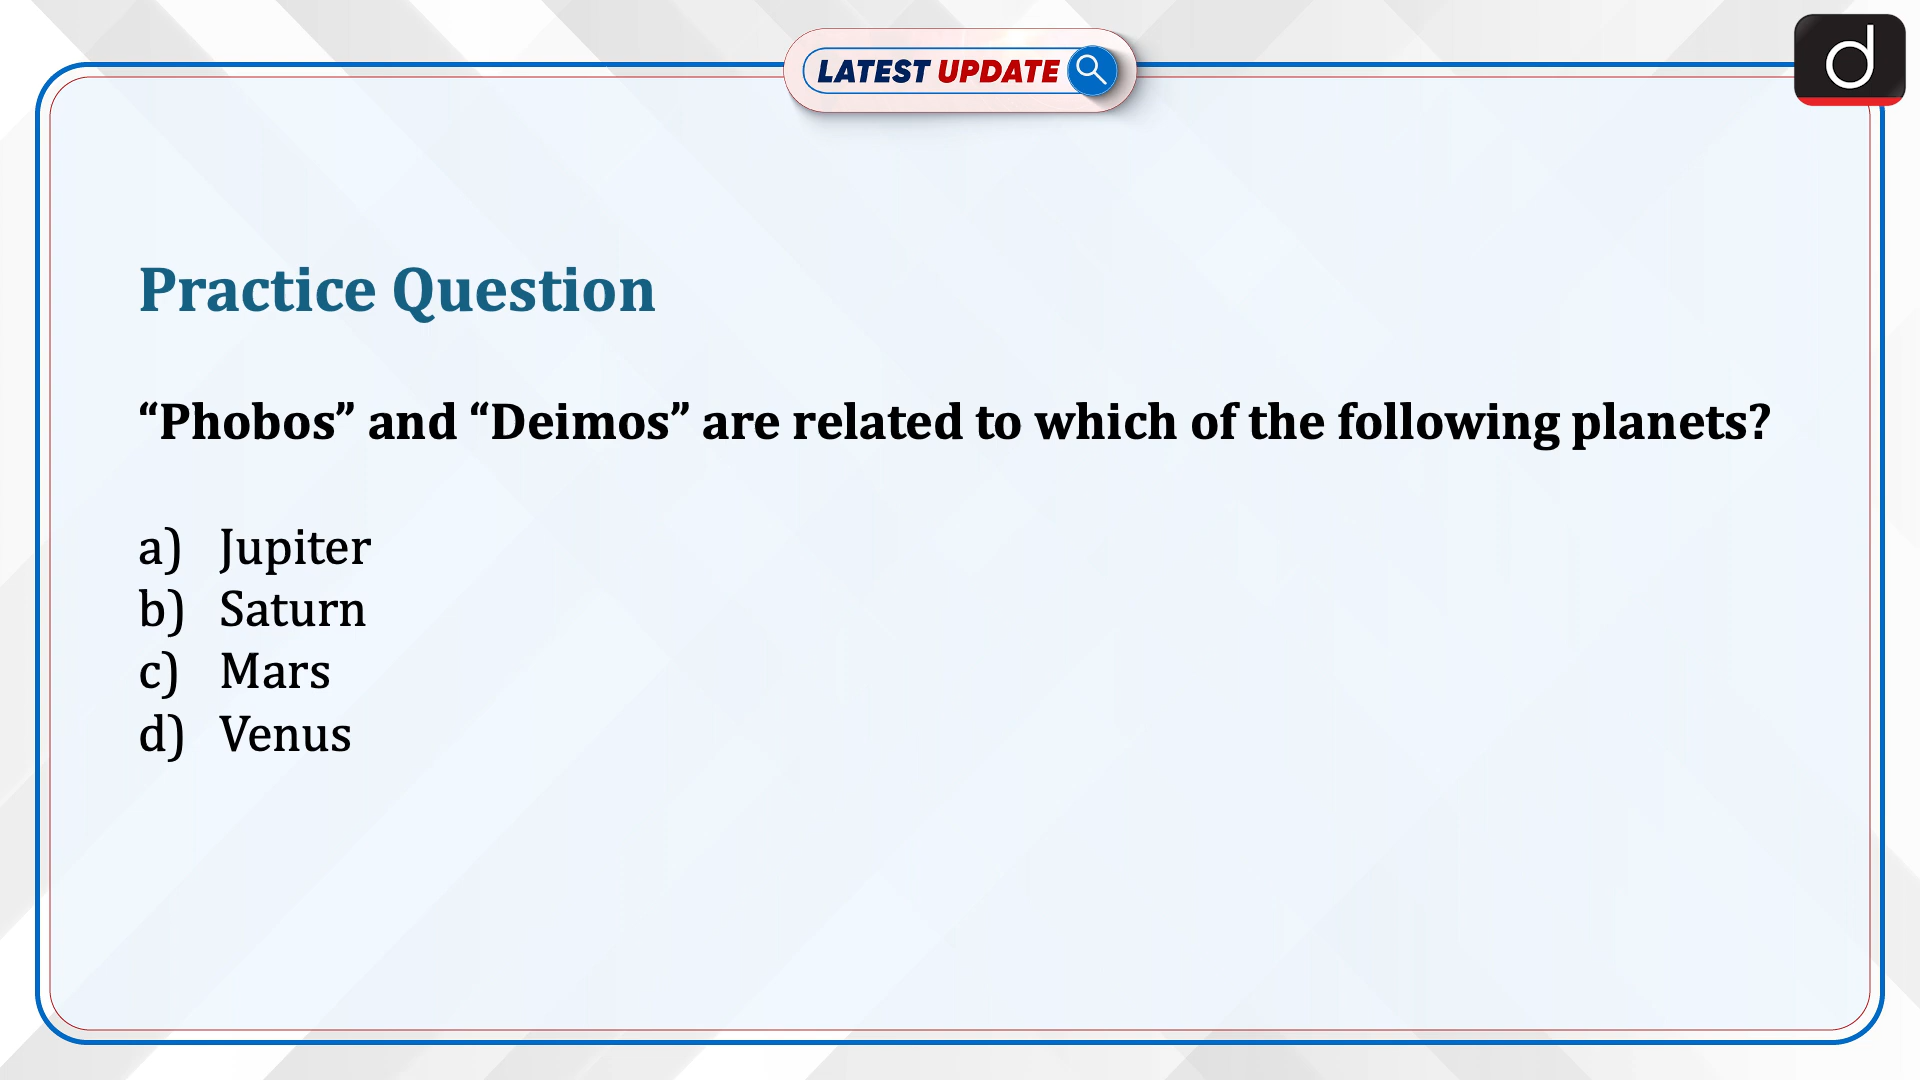 LATEST UPDATE
d
Practice Question
“Phobos” and “Deimos” are related to which of the following planets?
a) Jupiter
b) Saturn
c) Mars
d) Venus